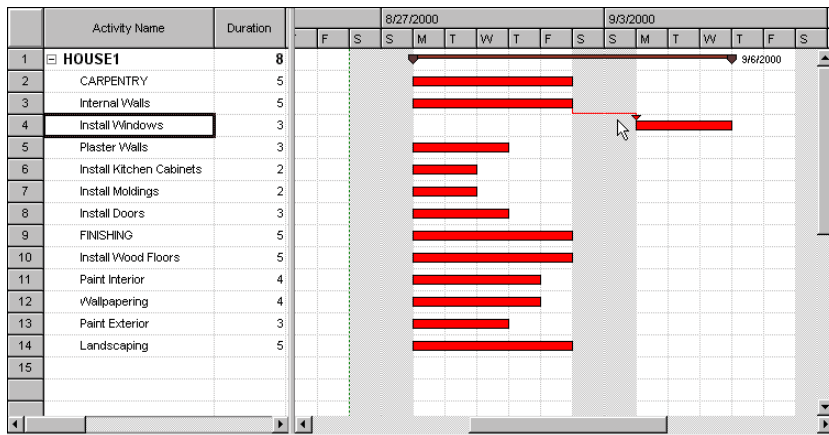 Activity Name Duration 8/27/2000 9/3/2000
F S S M T W T F S S M T W T F S
1 HOUSE1 8 9/6/2000
2 CARPENTRY 5
3 Internal Walls 5
4 Install Windows 3
5 Plaster Walls 3
6 Install Kitchen Cabinets 2
7 Install Moldings 2
8 Install Doors 3
9 FINISHING 5
10 Install Wood Floors 5
11 Paint Interior 4
12 Wallpapering 4
13 Paint Exterior 3
14 Landscaping 5
15